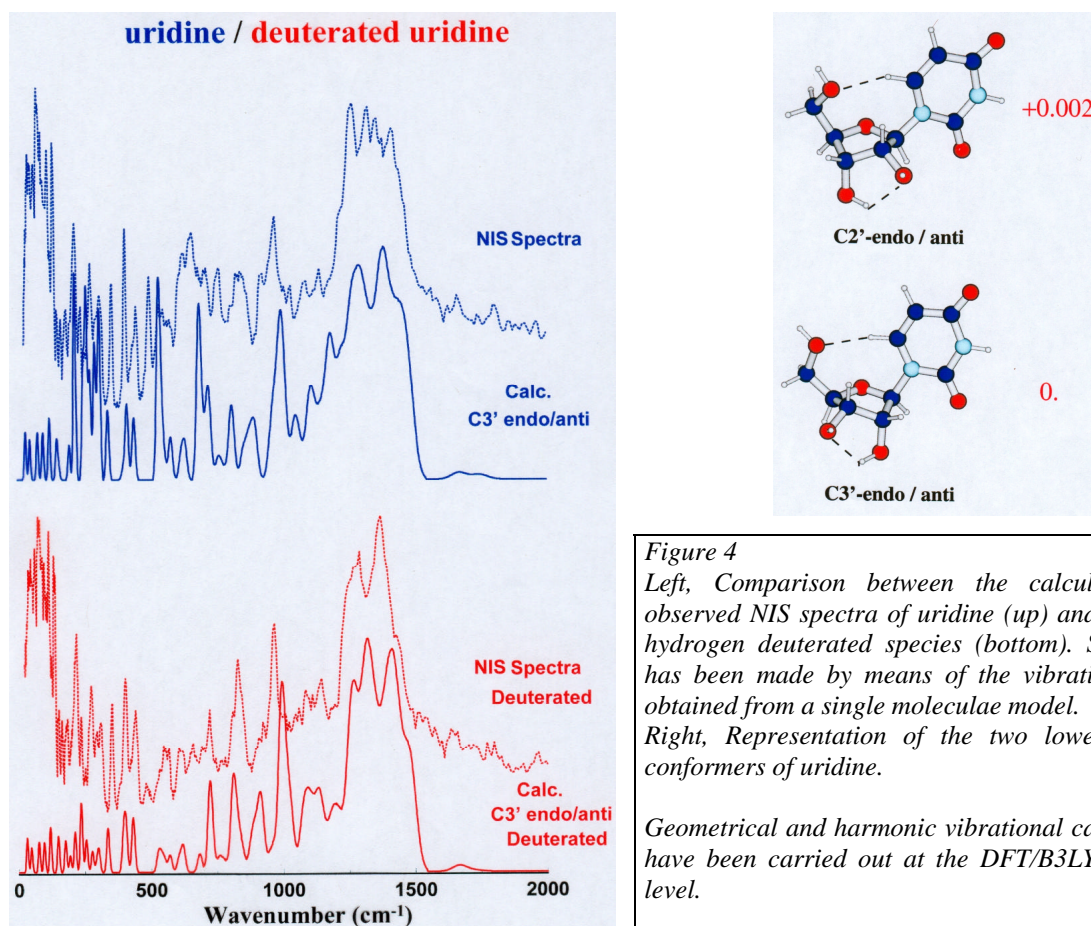 uridine / deuterated uridine
NIS Spectra
Calc.
C3' endo/anti
NIS Spectra
Deuterated
Calc.
C3' endo/anti
Deuterated
0 500 1000 1500 2000
Wavenumber (cm-1)
+0.002
C2'-endo / anti
0.
C3'-endo / anti
Figure 4
Left, Comparison between the calcul
observed NIS spectra of uridine (up) and
hydrogen deuterated species (bottom). S
has been made by means of the vibrati
obtained from a single moleculae model.
Right, Representation of the two lowe
conformers of uridine.
Geometrical and harmonic vibrational ca
have been carried out at the DFT/B3LY
level.